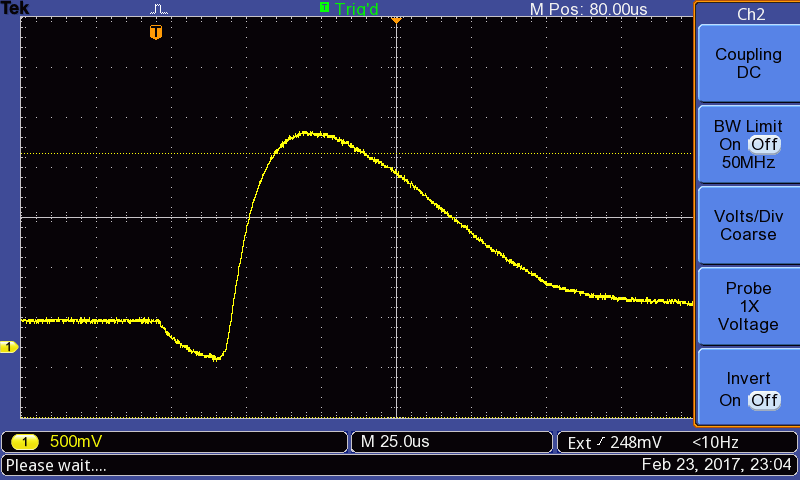 Tek
T Trig'd
M Pos: 80.00us
Ch2
T
Coupling
DC
BW Limit
On Off
50MHz
Volts/Div
Coarse
Probe
1X
Voltage
Invert
On Off
1
1 500mV
M 25.0us
Ext 248mV
<10Hz
Please wait....
Feb 23, 2017, 23:04